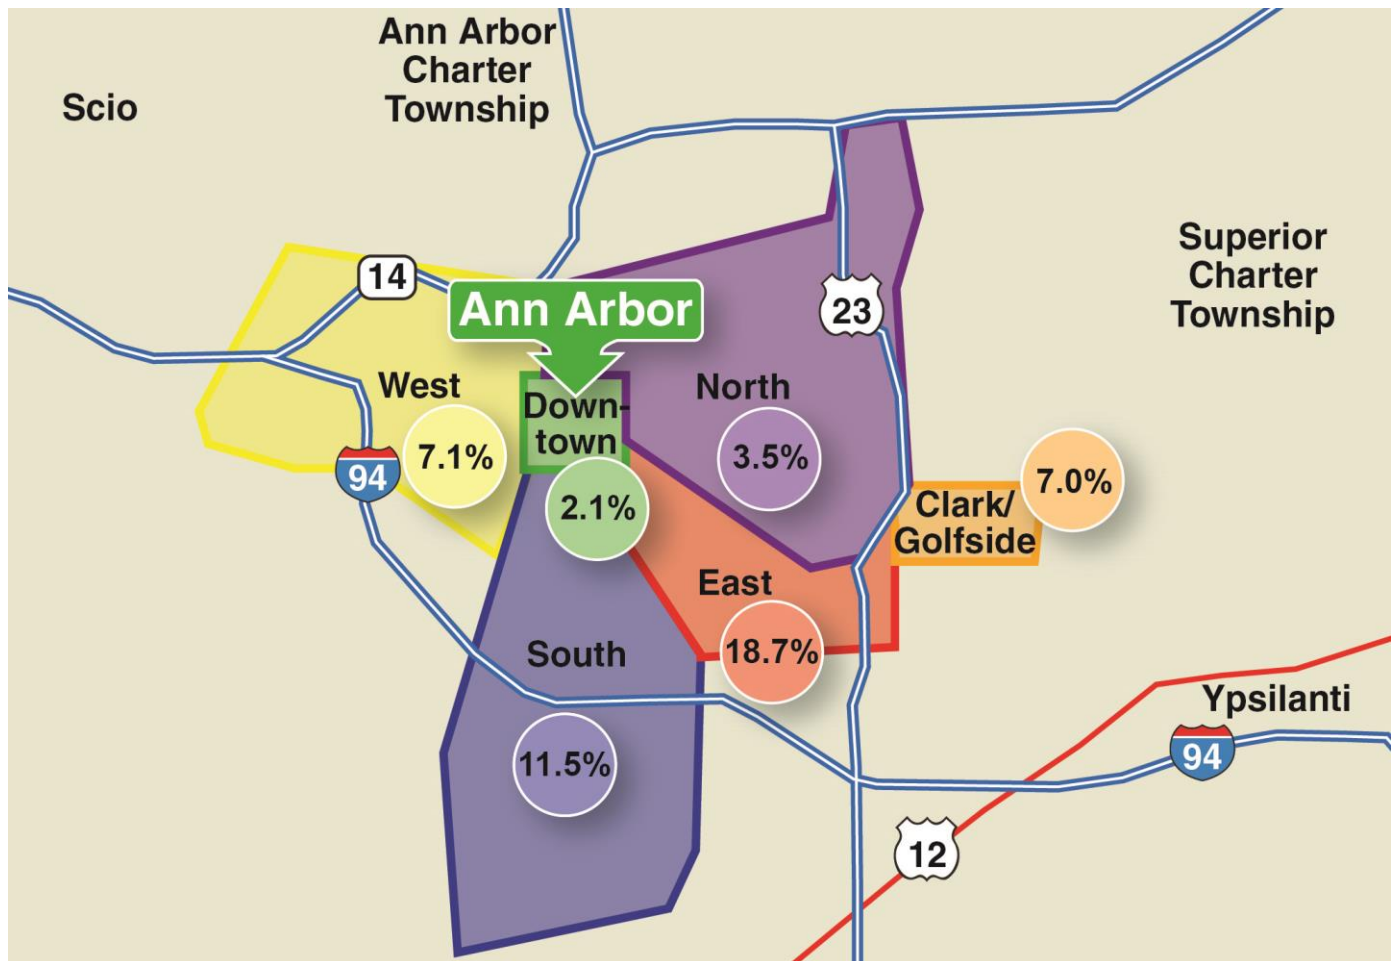 Ann Arbor
Charter
Township
Scio
Superior
Charter
Township
14
Ann Arbor
23
West
7.1%
94
Down-
town
2.1%
North
3.5%
7.0%
Clark/
Golfside
East
18.7%
South
11.5%
Ypsilanti
94
12